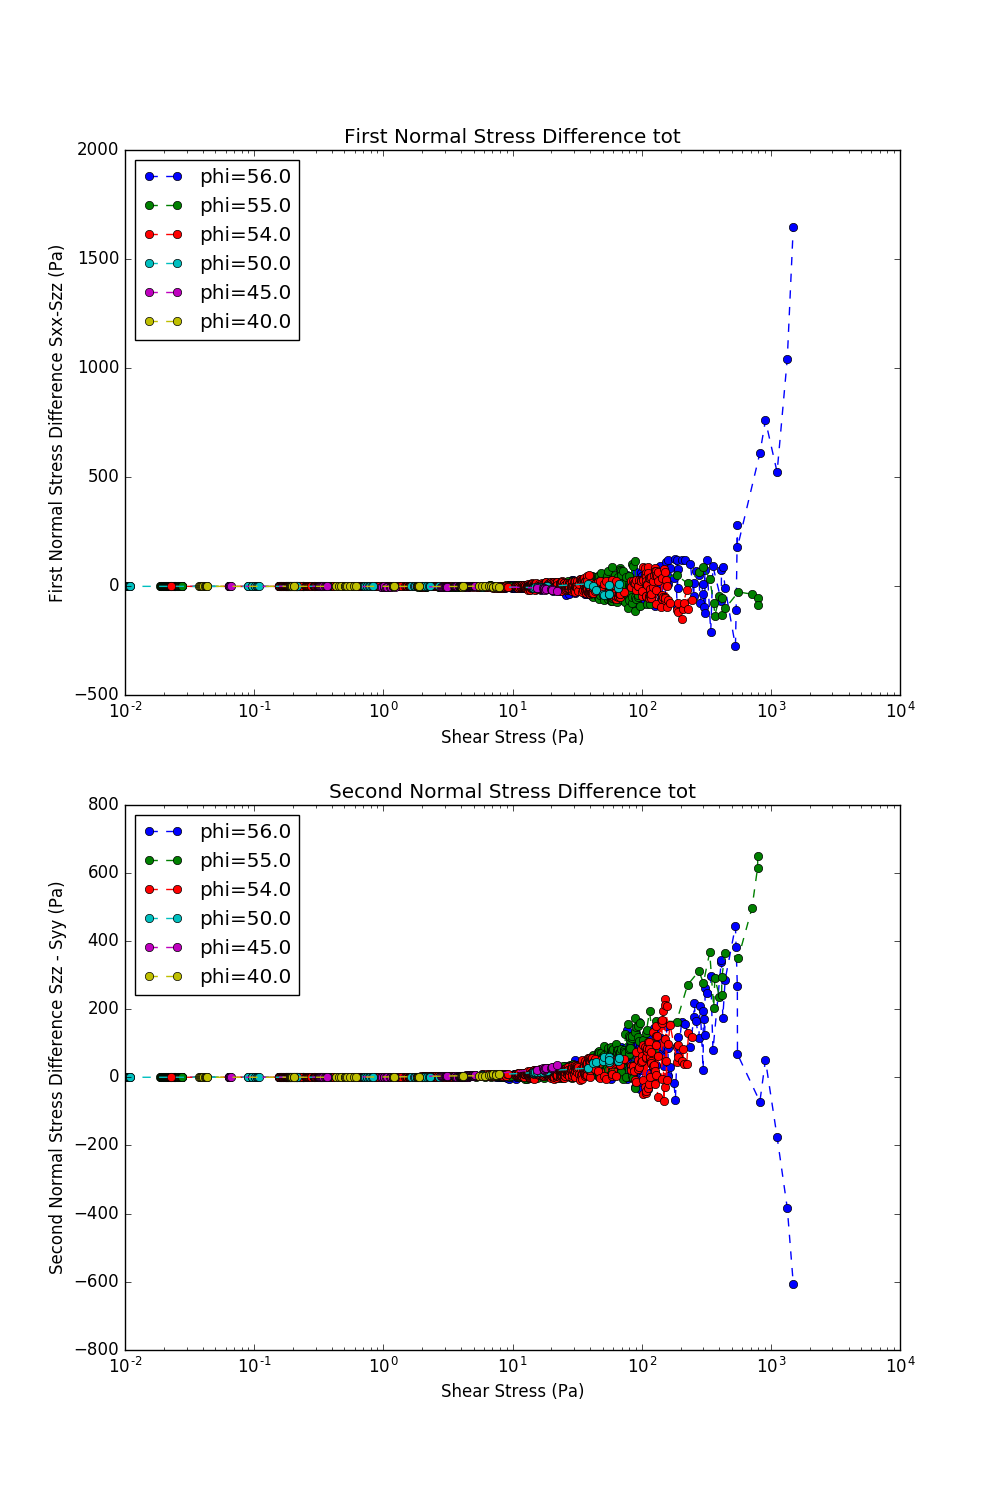 First Normal Stress Difference tot
2000
1500
1000
500
0
−500
First Normal Stress Difference Sxx-Szz (Pa)
phi=56.0
phi=55.0
phi=54.0
phi=50.0
phi=45.0
phi=40.0
10^-2 10^-1 10^0 10^1 10^2 10^3 10^4
Shear Stress (Pa)
Second Normal Stress Difference tot
800
600
400
200
0
−200
−400
−600
−800
Second Normal Stress Difference Szz - Syy (Pa)
phi=56.0
phi=55.0
phi=54.0
phi=50.0
phi=45.0
phi=40.0
10^-2 10^-1 10^0 10^1 10^2 10^3 10^4
Shear Stress (Pa)